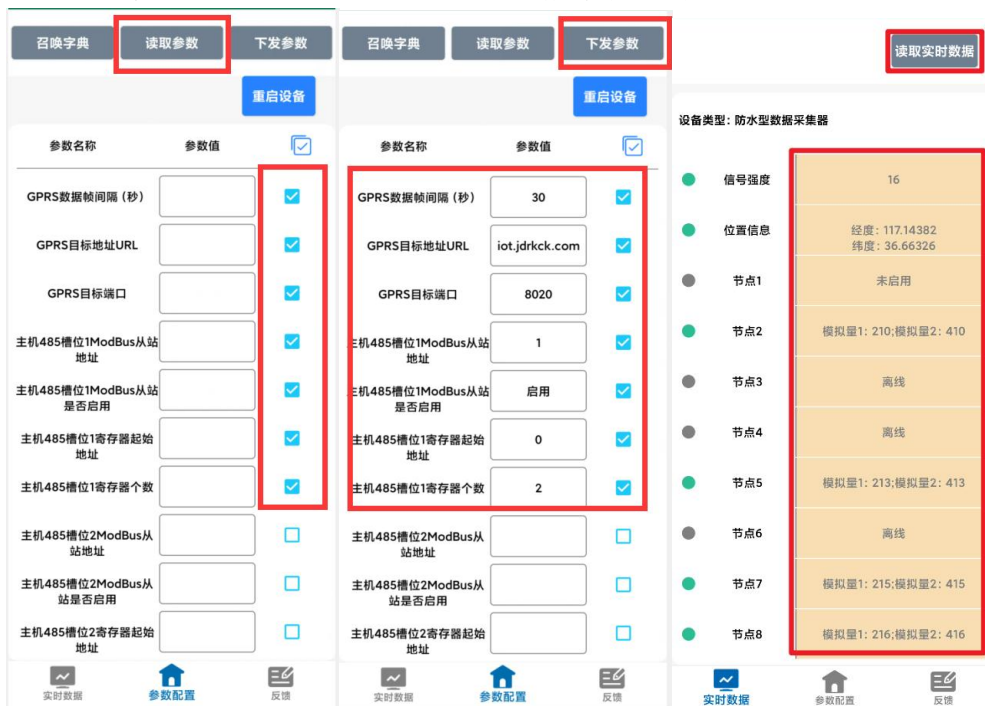 召唤字典 读取参数 下发参数
重启设备
参数名称 参数值
GPRS数据帧间隔（秒）
GPRS目标地址URL
GPRS目标端口
主机485槽位1ModBus从站
地址
主机485槽位1ModBus从站
是否启用
主机485槽位1寄存器起始
地址
主机485槽位1寄存器个数
主机485槽位2ModBus从
站地址
主机485槽位2ModBus从
站是否启用
主机485槽位2寄存器起始
地址
实时数据 参数配置 反馈
召唤字典 读取参数 下发参数
重启设备
参数名称 参数值
GPRS数据帧间隔（秒） 30
GPRS目标地址URL iot.jdrkck.com
GPRS目标端口 8020
主机485槽位1ModBus从站
地址 1
主机485槽位1ModBus从站
是否启用 启用
主机485槽位1寄存器起始
地址 0
主机485槽位1寄存器个数 2
主机485槽位2ModBus从
站地址
主机485槽位2ModBus从
站是否启用
主机485槽位2寄存器起始
地址
实时数据 参数配置 反馈
读取实时数据
设备类型：防水型数据采集器
信号强度 16
位置信息 经度：117.14382
纬度：36.66326
节点1 未启用
节点2 模拟量1：210;模拟量2：410
节点3 离线
节点4 离线
节点5 模拟量1：213;模拟量2：413
节点6 离线
节点7 模拟量1：215;模拟量2：415
节点8 模拟量1：216;模拟量2：416
实时数据 参数配置 反馈